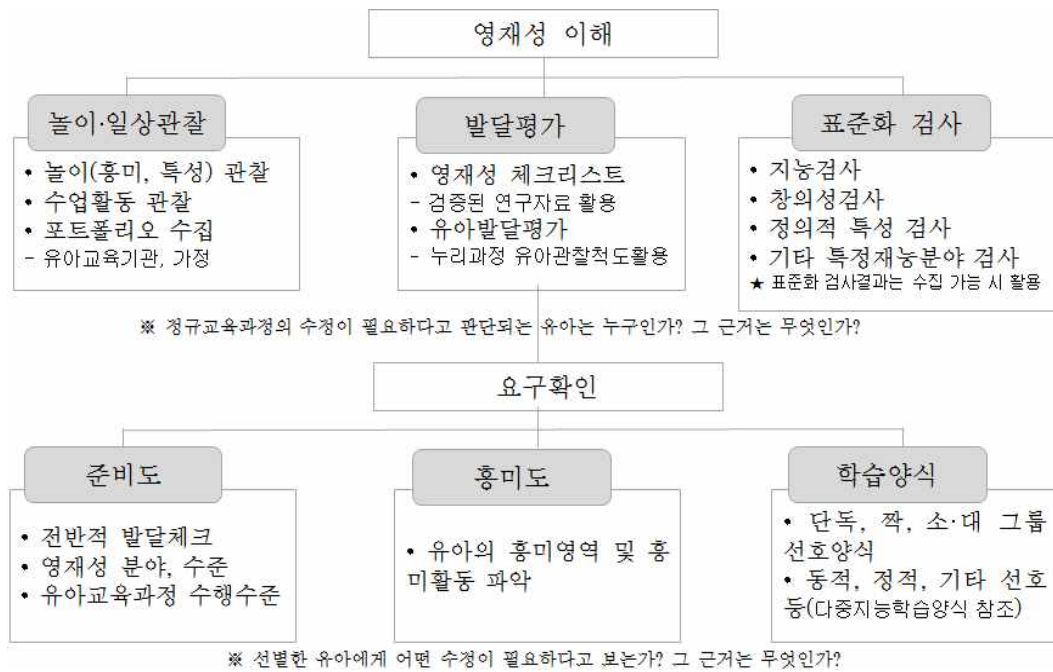 영재성 이해
놀이·일상관찰
• 놀이(흥미, 특성) 관찰
• 수업활동 관찰
• 포트폴리오 수집
- 유아교육기관, 가정
발달평가
• 영재성 체크리스트
- 검증된 연구자료 활용
• 유아발달평가
- 누리과정 유아관찰척도활용
표준화 검사
• 지능검사
• 창의성검사
• 정의적 특성 검사
• 기타 특정재능분야 검사
★ 표준화 검사결과는 수집 가능 시 활용
※ 정규교육과정의 수정이 필요하다고 판단되는 유아는 누구인가? 그 근거는 무엇인가?
요구확인
준비도
• 전반적 발달체크
• 영재성 분야, 수준
• 유아교육과정 수행수준
흥미도
• 유아의 흥미영역 및 흥
미활동 파악
학습양식
• 단독, 짝, 소·대 그룹
선호양식
• 동적, 정적, 기타 선호
등(다중지능학습양식 참조)
※ 선별한 유아에게 어떤 수정이 필요하다고 보는가? 그 근거는 무엇인가?